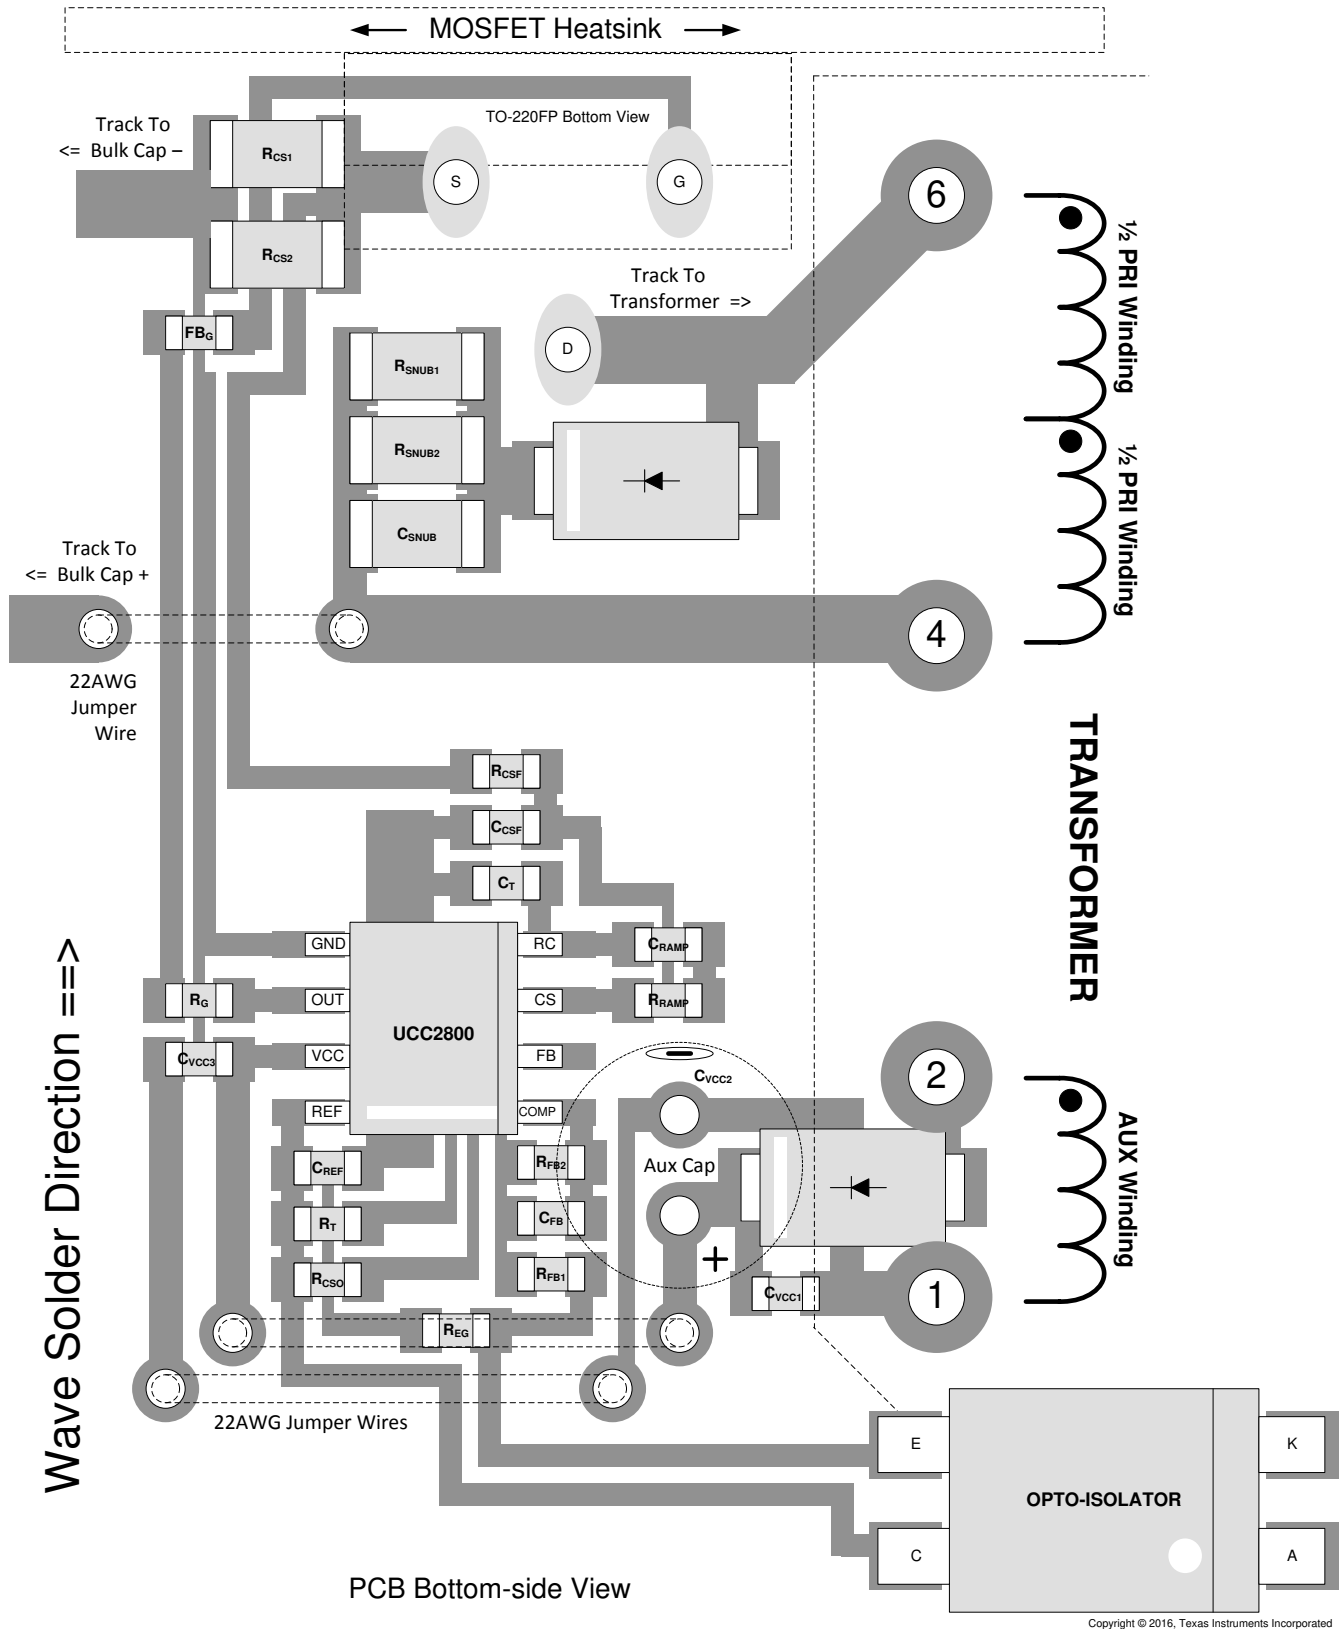 MOSFET Heatsink
Track To
<= Bulk Cap –
TO-220FP Bottom View
RCS1
S
G
6
½ PRI Winding
RCS2
Track To
Transformer =>
FBG
D
RSNUB1
RSNUB2
½ PRI Winding
CSNUB
Track To
<= Bulk Cap +
4
22AWG
Jumper
Wire
TRANSFORMER
RCSF
CCSF
CT
GND
RC
CRAMP
RG
OUT
CS
RRAMP
UCC2800
CVCC3
VCC
FB
–
CVCC2
2
REF
COMP
AUX Winding
CREF
RFB2
Aux Cap
RT
CFB
+
RCSO
RFB1
CVCC1
1
REG
22AWG Jumper Wires
Wave Solder Direction ==>
E
K
OPTO-ISOLATOR
C
A
PCB Bottom-side View
Copyright © 2016, Texas Instruments Incorporated